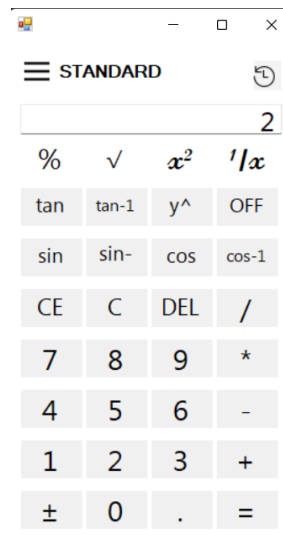 STANDARD
2
% √ x² ¹/x
tan tan-1 y^ OFF
sin sin- cos cos-1
CE C DEL /
7 8 9 *
4 5 6 -
1 2 3 +
± 0 . =